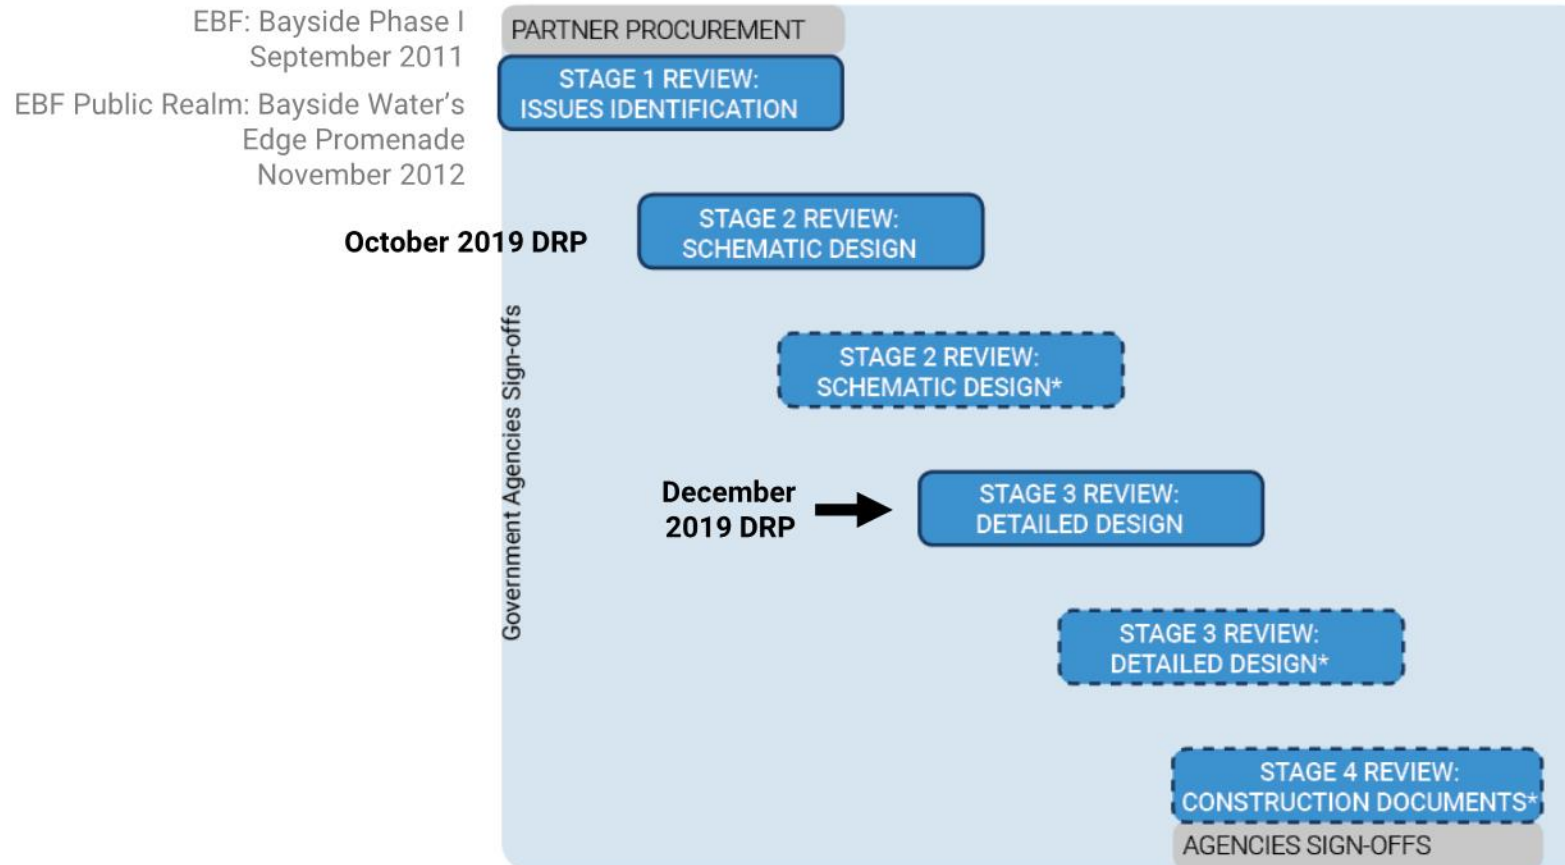 EBF: Bayside Phase I
September 2011
EBF Public Realm: Bayside Water's
Edge Promenade
November 2012
PARTNER PROCUREMENT
STAGE 1 REVIEW:
ISSUES IDENTIFICATION
October 2019 DRP
STAGE 2 REVIEW:
SCHEMATIC DESIGN
Government Agencies Sign-offs
STAGE 2 REVIEW:
SCHEMATIC DESIGN*
December
2019 DRP
STAGE 3 REVIEW:
DETAILED DESIGN
STAGE 3 REVIEW:
DETAILED DESIGN*
STAGE 4 REVIEW:
CONSTRUCTION DOCUMENTS*
AGENCIES SIGN-OFFS